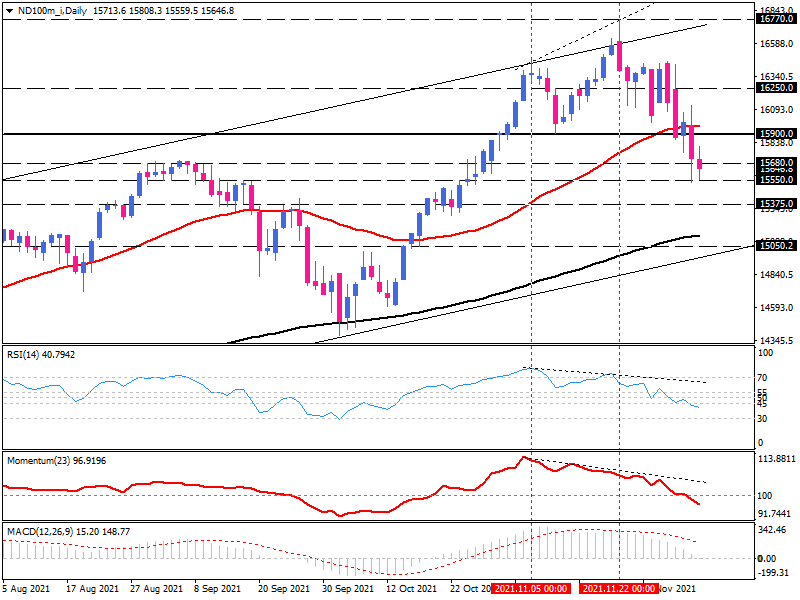 ND100m_i,Daily 15713.6 15808.3 15559.5 15646.8
16843.0
16770.0
16588.0
16340.5
16250.0
16093.0
15900.0
15838.0
15680.0
15550.0
15375.0
15050.2
14840.5
14593.0
14345.5
RSI(14) 40.7942
100
70
55
50
45
30
0
Momentum(23) 96.9196
113.8811
100
91.7441
MACD(12,26,9) 15.20 148.77
342.46
0.00
-199.31
5 Aug 2021
17 Aug 2021
27 Aug 2021
8 Sep 2021
20 Sep 2021
30 Sep 2021
12 Oct 2021
22 Oct 20
2021.11.05 00:00
2021.11.22 00:00
Nov 2021